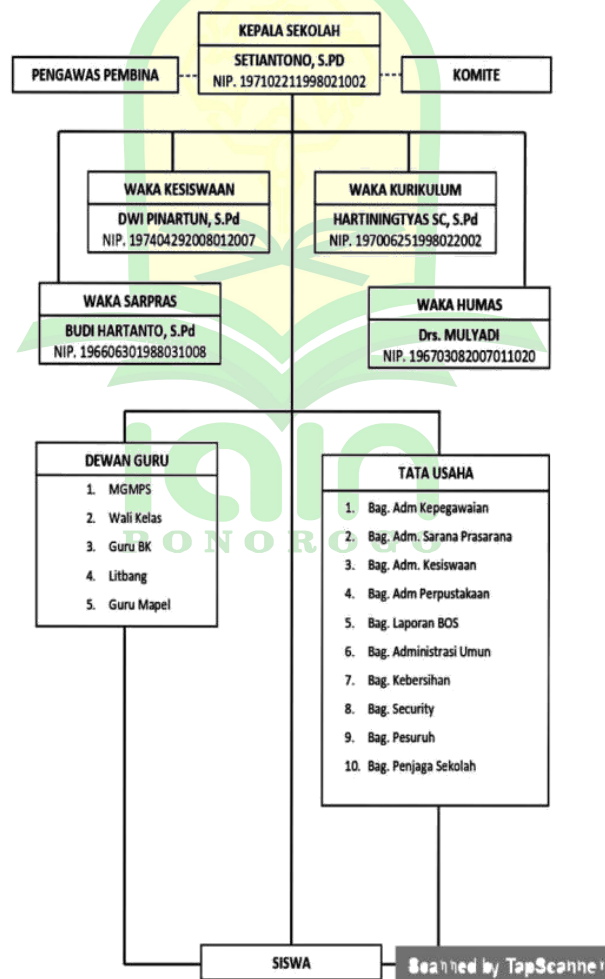 KEPALA SEKOLAH
SETIANTONO, S.PD
NIP. 197102211998021002
PENGAWAS PEMBINA
KOMITE
WAKA KESISWAAN
DWI PINARTUN, S.Pd
NIP. 197404292008012007
WAKA KURIKULUM
HARTININGTYAS SC, S.Pd
NIP. 197006251998022002
WAKA SARPRAS
BUDI HARTANTO, S.Pd
NIP. 196606301988031008
WAKA HUMAS
Drs. MULYADI
NIP. 196703082007011020
iain
PONOROGO
DEWAN GURU
1. MGMPS
2. Wali Kelas
3. Guru BK
4. Litbang
5. Guru Mapel
TATA USAHA
1. Bag. Adm Kepegawaian
2. Bag. Adm. Sarana Prasarana
3. Bag. Adm. Kesiswaan
4. Bag. Adm Perpustakaan
5. Bag. Laporan BOS
6. Bag. Administrasi Umun
7. Bag. Kebersihan
8. Bag. Security
9. Bag. Pesuruh
10. Bag. Penjaga Sekolah
SISWA
Scanned by TapScanner